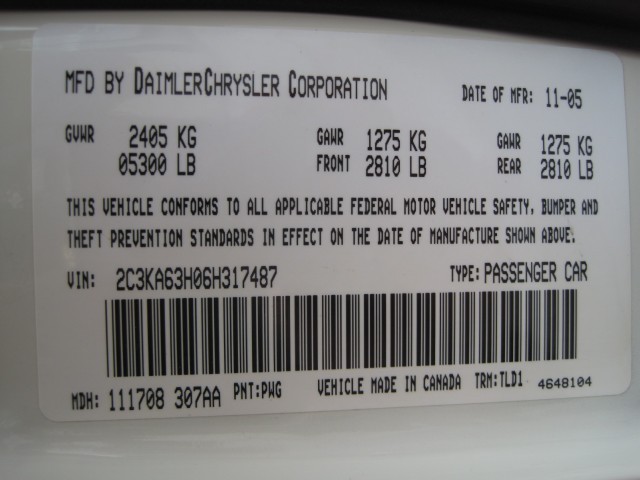 MFD BY DAIMLERCHRYSLER CORPORATION DATE OF MFR: 11-05
GVWR 2405 KG GAWR 1275 KG GAWR 1275 KG
05300 LB FRONT 2810 LB REAR 2810 LB
THIS VEHICLE CONFORMS TO ALL APPLICABLE FEDERAL MOTOR VEHICLE SAFETY, BUMPER AND
THEFT PREVENTION STANDARDS IN EFFECT ON THE DATE OF MANUFACTURE SHOWN ABOVE.
VIN: 2C3KA63H06H317487 TYPE: PASSENGER CAR
MDH: 111708 307AA PNT:PWG VEHICLE MADE IN CANADA TRM:TLD1 4648104